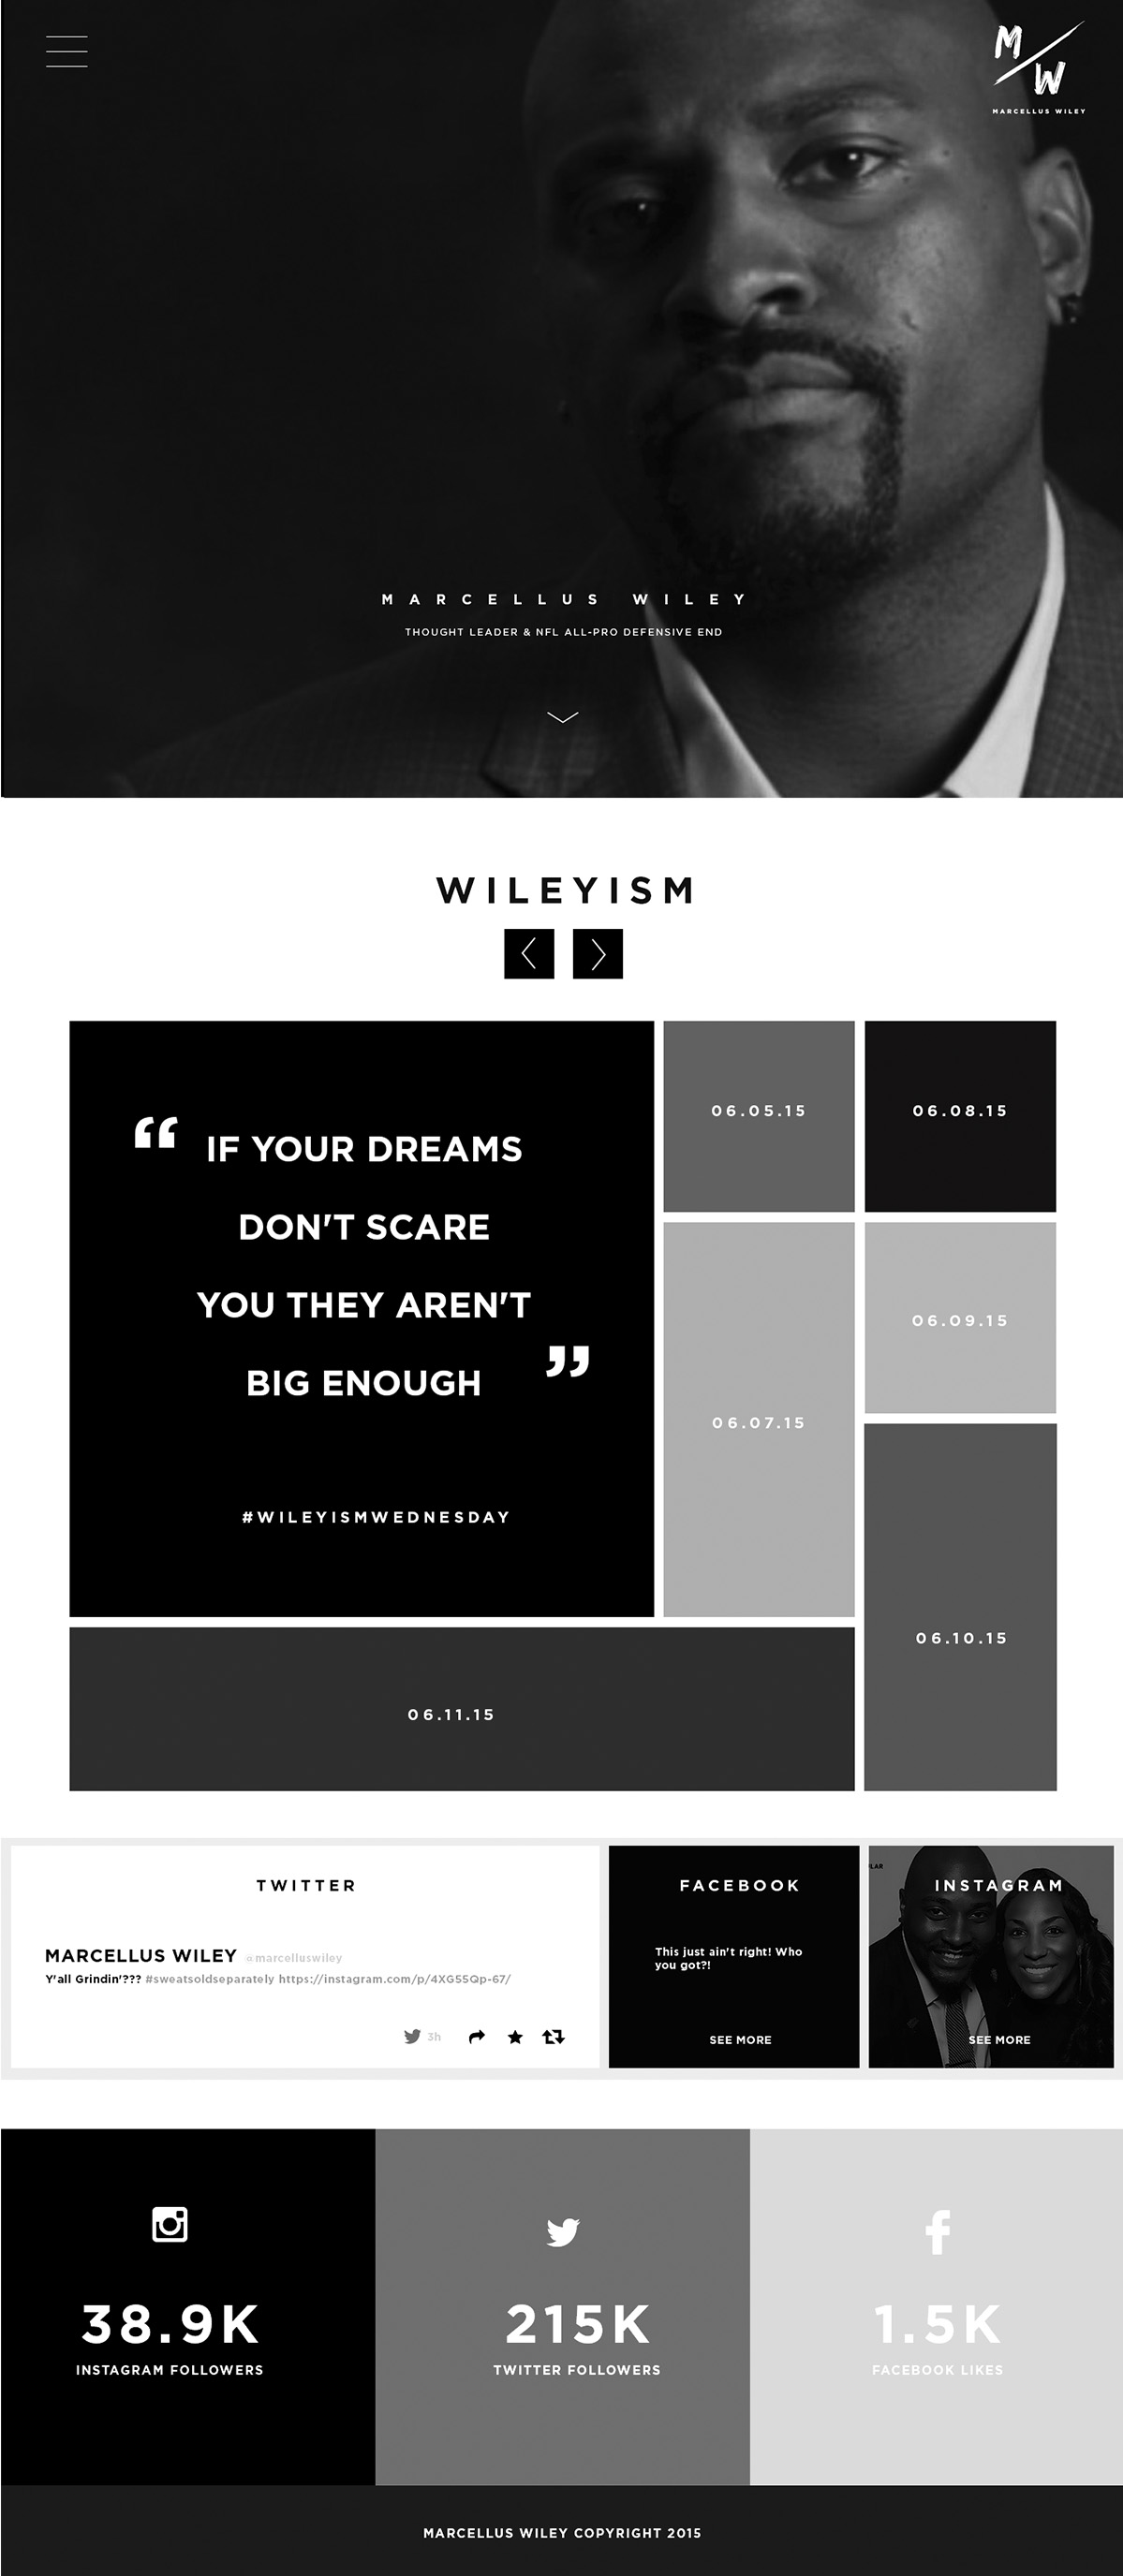 M
W
MARCELLUS WILEY
MARCELLUS WILEY
THOUGHT LEADER & NFL ALL-PRO DEFENSIVE END
WILEYISM
“ IF YOUR DREAMS
DON'T SCARE
YOU THEY AREN'T
BIG ENOUGH ”
#WILEYISMWEDNESDAY
06.05.15
06.08.15
06.09.15
06.07.15
06.10.15
06.11.15
TWITTER
MARCELLUS WILEY @marcelluswiley
Y'all Grindin'??? #sweatsoldseparately https://instagram.com/p/4XG55Qp-67/
3h
FACEBOOK
This just ain't right! Who
you got?!
SEE MORE
LAR
INSTAGRAM
SEE MORE
38.9K
INSTAGRAM FOLLOWERS
215K
TWITTER FOLLOWERS
1.5K
FACEBOOK LIKES
MARCELLUS WILEY COPYRIGHT 2015